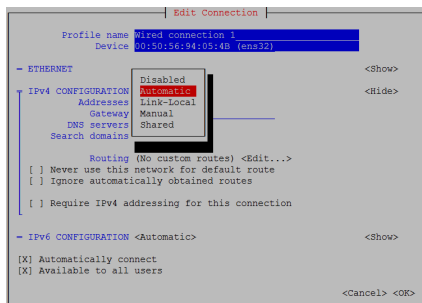 Edit Connection
Profile name Wired connection 1
Device 00:50:56:94:05:4B (ens32)
ETHERNET <Show>
IPv4 CONFIGURATION <Hide>
Disabled
Automatic
Link-Local
Manual
Shared
Addresses
Gateway
DNS servers
Search domains
Routing (No custom routes) <Edit...>
[ ] Never use this network for default route
[ ] Ignore automatically obtained routes
[ ] Require IPv4 addressing for this connection
IPv6 CONFIGURATION <Automatic> <Show>
[X] Automatically connect
[X] Available to all users
<Cancel> <OK>